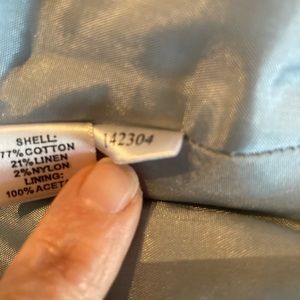 SHELL:
77% COTTON
21% LINEN
2% NYLON
LINING:
100% ACET
142304